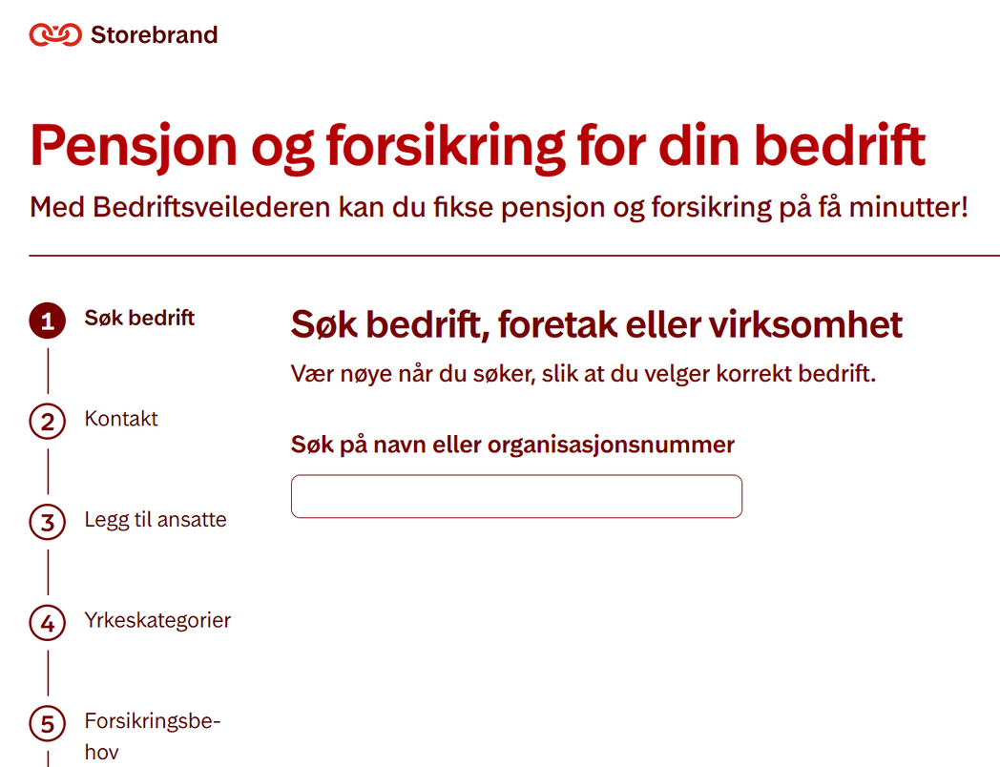 Storebrand
Pensjon og forsikring for din bedrift
Med Bedriftsveilederen kan du fikse pensjon og forsikring på få minutter!
1 Søk bedrift
2 Kontakt
3 Legg til ansatte
4 Yrkeskategorier
5 Forsikringsbe-
hov
Søk bedrift, foretak eller virksomhet
Vær nøye når du søker, slik at du velger korrekt bedrift.
Søk på navn eller organisasjonsnummer